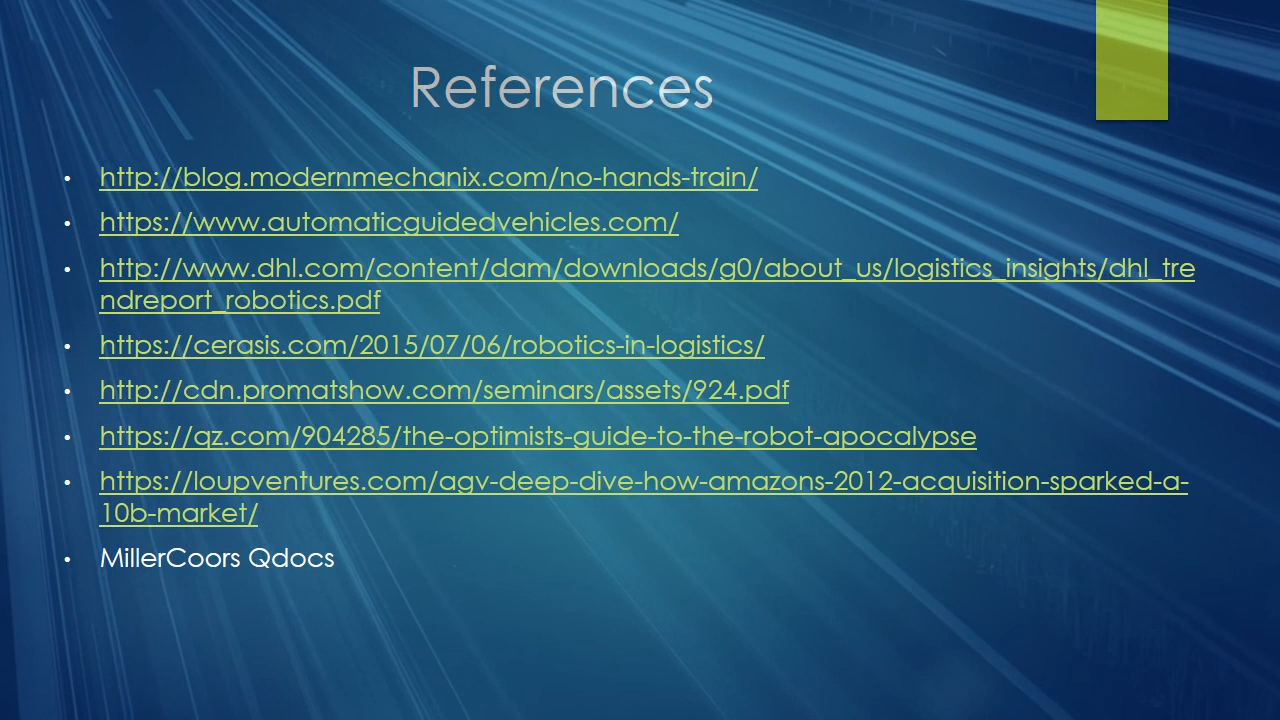 References
• http://blog.modernmechanix.com/no-hands-train/
• https://www.automaticguidedvehicles.com/
• http://www.dhl.com/content/dam/downloads/g0/about_us/logistics_insights/dhl_tre
ndreport_robotics.pdf
• https://cerasis.com/2015/07/06/robotics-in-logistics/
• http://cdn.promatshow.com/seminars/assets/924.pdf
• https://qz.com/904285/the-optimists-guide-to-the-robot-apocalypse
• https://loupventures.com/agv-deep-dive-how-amazons-2012-acquisition-sparked-a-
10b-market/
• MillerCoors Qdocs